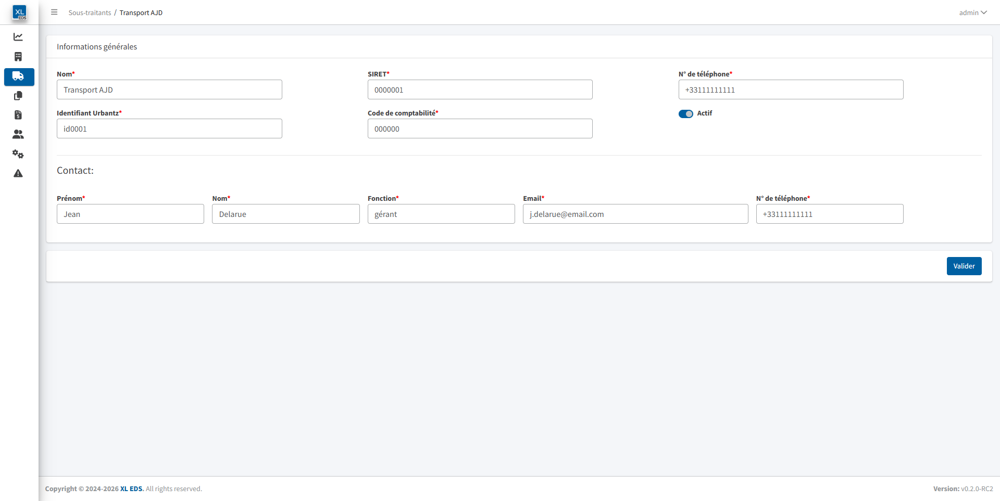 XL
EDS
Sous-traitants / Transport AJD
admin
Informations générales
Nom* SIRET* N° de téléphone*
Transport AJD 0000001 +33111111111
Identifiant Urbantz* Code de comptabilité* Actif
id0001 000000
Contact:
Prénom* Nom* Fonction* Email* N° de téléphone*
Jean Delarue gérant j.delarue@email.com +33111111111
Valider
Copyright © 2024-2026 XL EDS. All rights reserved. Version: v0.2.0-RC2